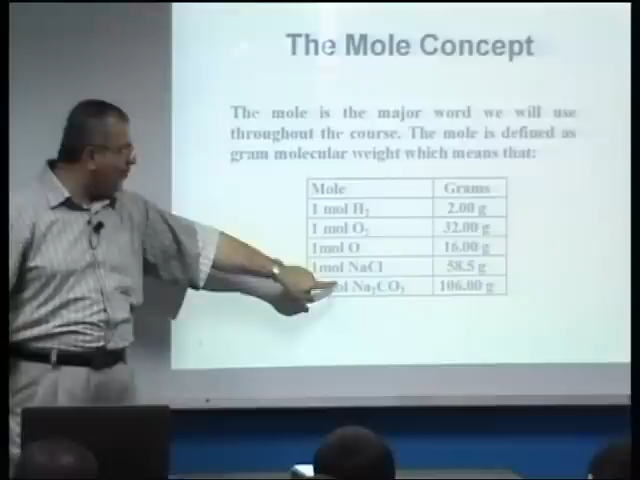 The Mole Concept
The mole is the major word we will use
throughout the course. The mole is defined as
gram molecular weight which means that:
Mole Grams
1 mol H₂ 2.00 g
1 mol O₂ 32.00 g
1mol O 16.00 g
1mol NaCl 58.5 g
Na₂CO₃ 106.00 g